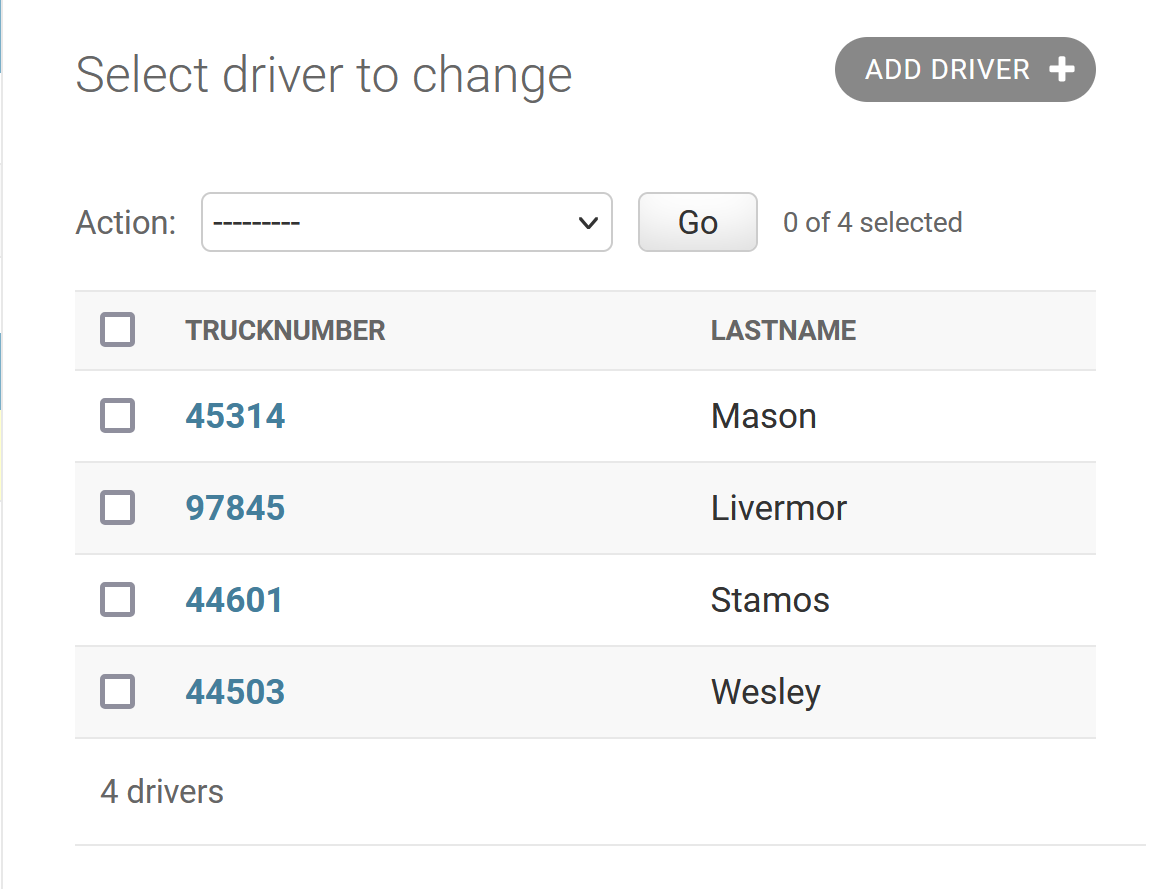 Select driver to change
ADD DRIVER
Action: --------- Go 0 of 4 selected
TRUCKNUMBER LASTNAME
45314 Mason
97845 Livermor
44601 Stamos
44503 Wesley
4 drivers